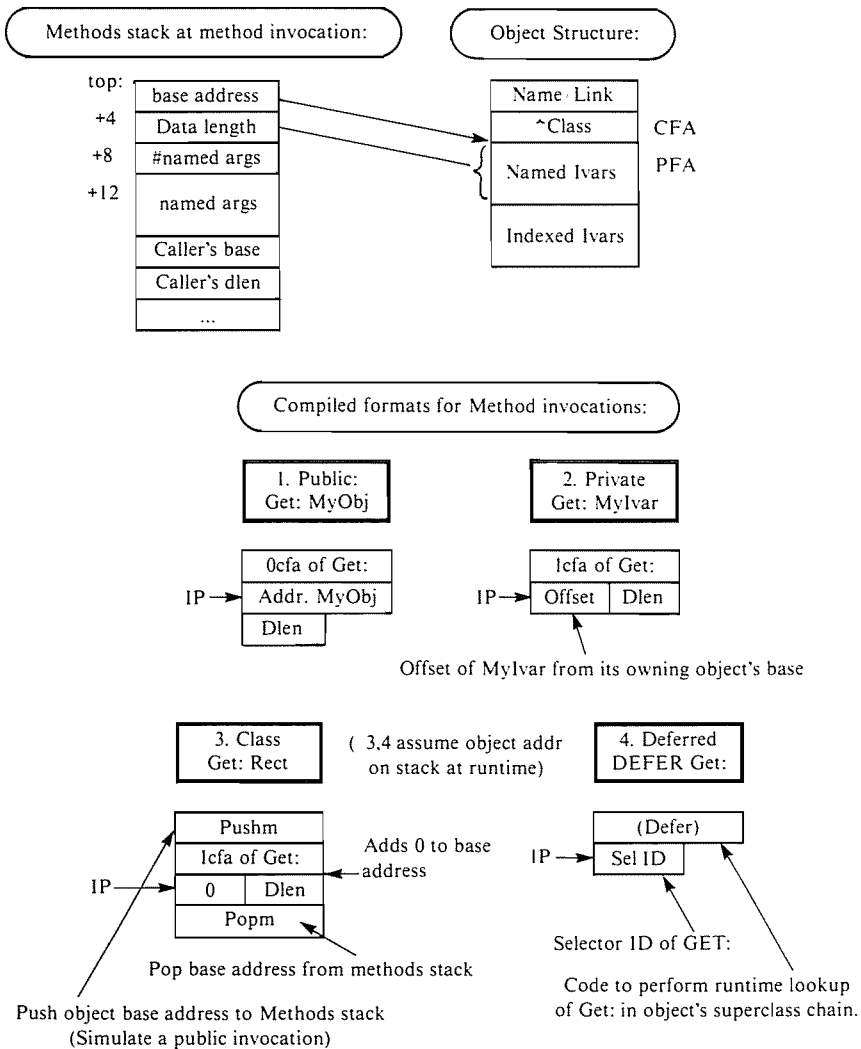 Methods stack at method invocation:
Object Structure:
top:
base address
+4
Data length
+8
#named args
+12
named args
Caller's base
Caller's dlen
...
Name Link
^Class
CFA
Named Ivars
PFA
Indexed Ivars
Compiled formats for Method invocations:
1. Public:
Get: MyObj
0cfa of Get:
IP
Addr. MyObj
Dlen
2. Private
Get: MyIvar
1cfa of Get:
IP
Offset
Dlen
Offset of MyIvar from its owning object's base
3. Class
Get: Rect
( 3,4 assume object addr
on stack at runtime)
4. Deferred
DEFER Get:
Pushm
1cfa of Get:
Adds 0 to base
address
IP
0
Dlen
Popm
Pop base address from methods stack
Push object base address to Methods stack
(Simulate a public invocation)
(Defer)
IP
Sel ID
Selector ID of GET:
Code to perform runtime lookup
of Get: in object's superclass chain.